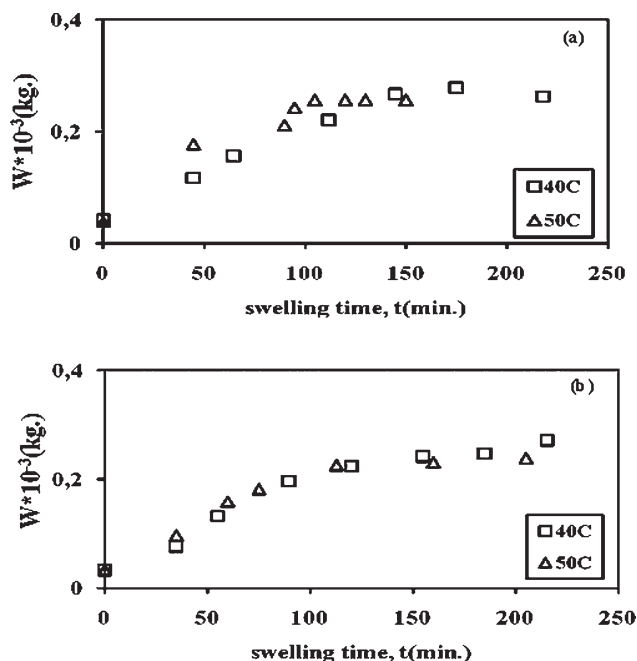 0,4
(a)
W*10⁻³(kg.)
0,2
40C
50C
0
0 50 100 150 200 250
swelling time, t(min.)
0,4
(b )
W*10⁻³(kg.)
0,2
40C
50C
0
0 50 100 150 200 250
swelling time, t(min.)